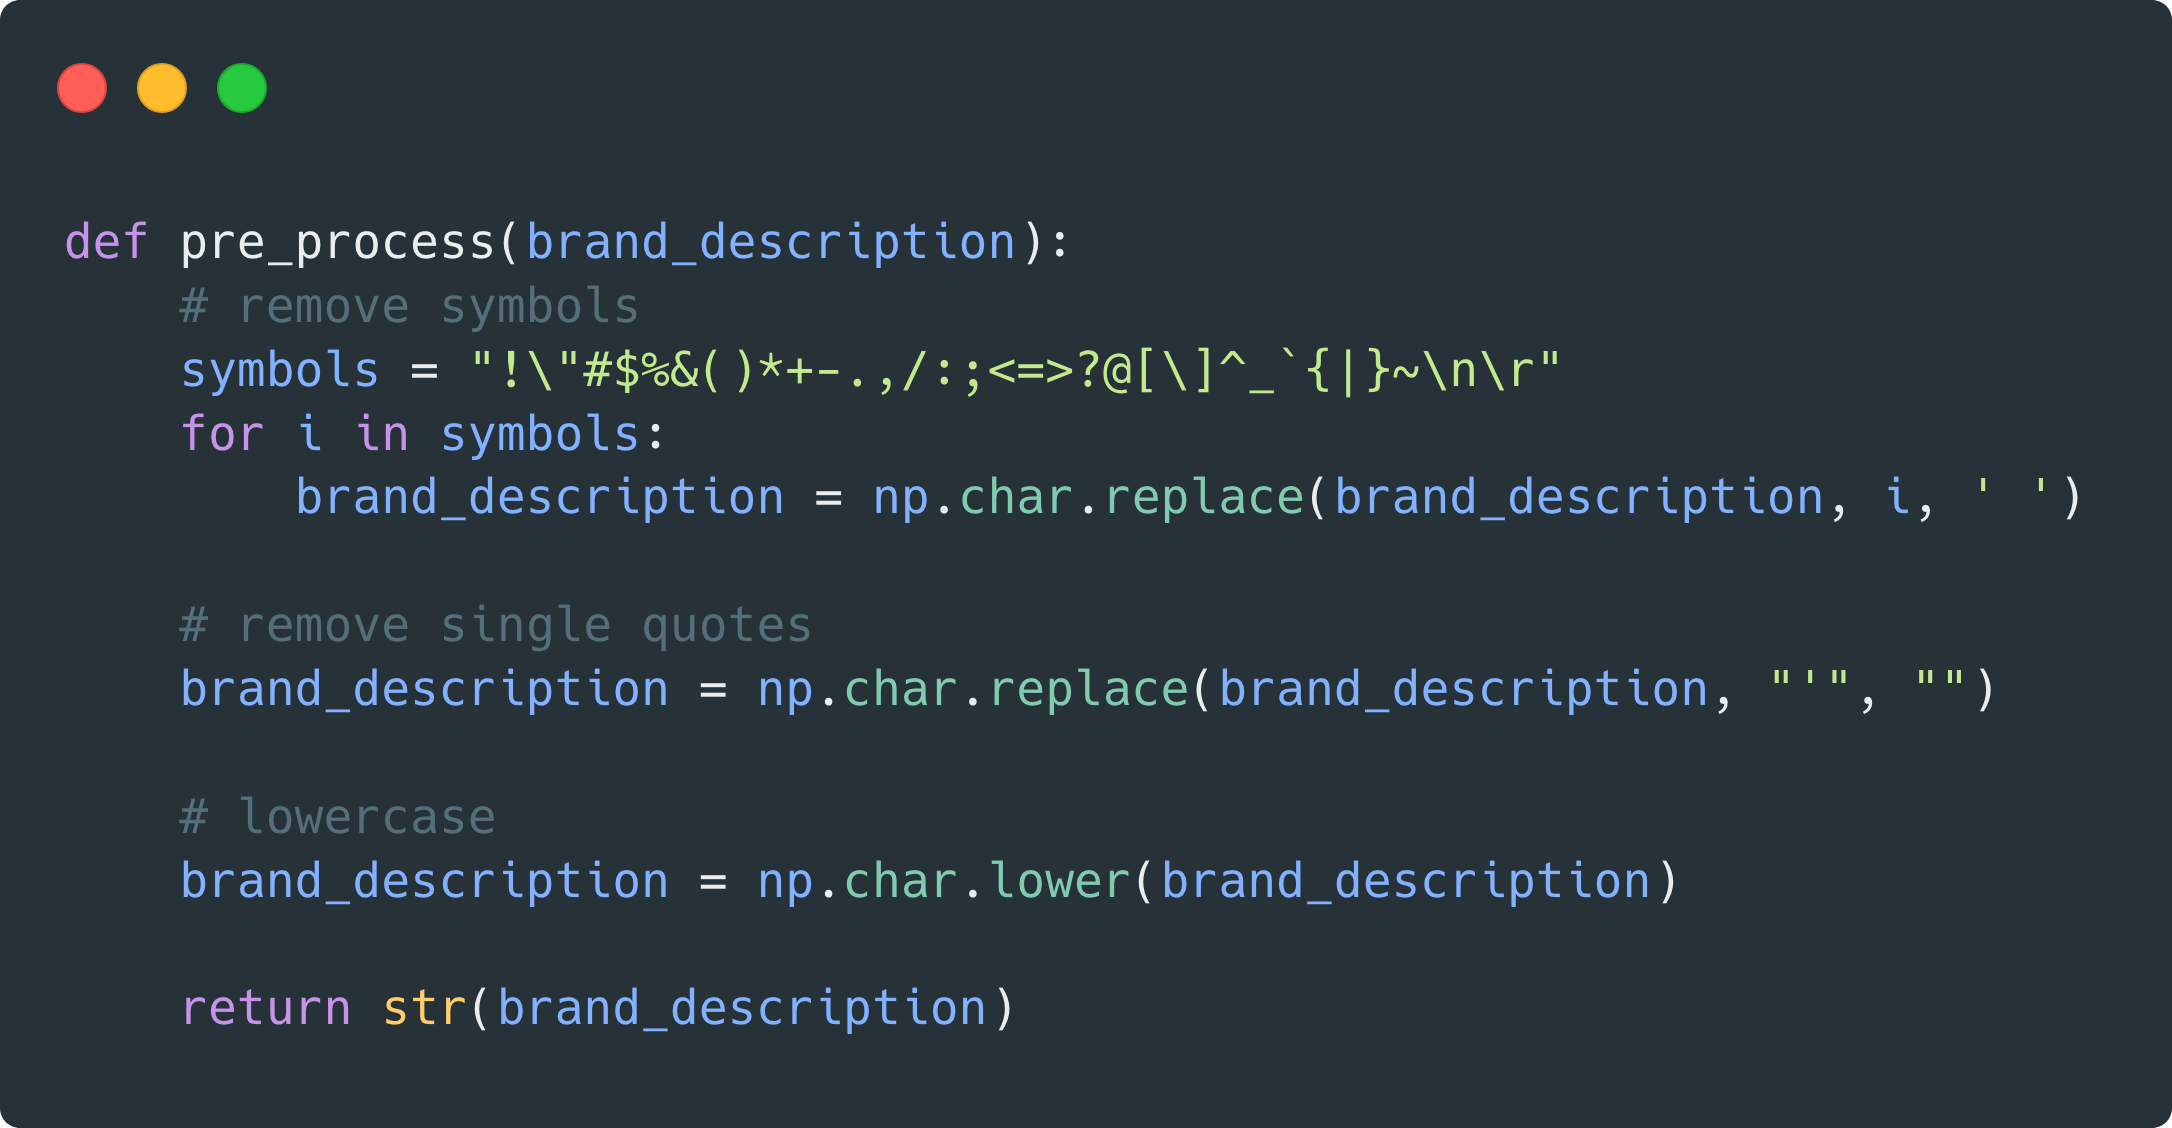 def pre_process(brand_description):
    # remove symbols
    symbols = "!\"#$%&()*+-.,/:;<=>?@[\]^_`{|}~\n\r"
    for i in symbols:
        brand_description = np.char.replace(brand_description, i, ' ')

    # remove single quotes
    brand_description = np.char.replace(brand_description, "'", "")

    # lowercase
    brand_description = np.char.lower(brand_description)

    return str(brand_description)